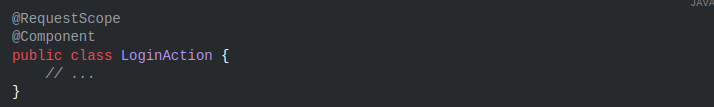 JAVA
@RequestScope
@Component
public class LoginAction {
    // ...
}